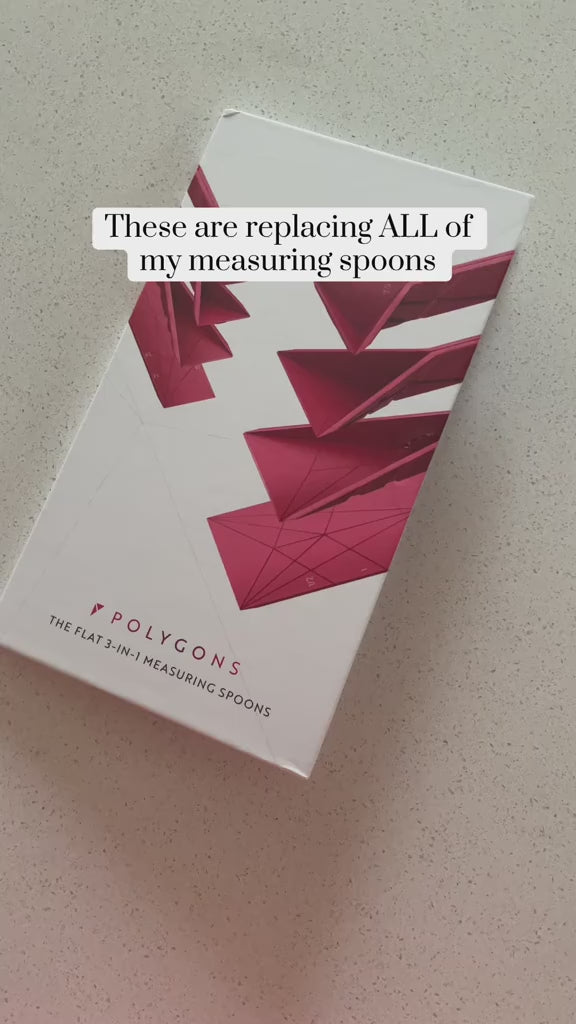 These are replacing ALL of
my measuring spoons
POLYGONS
THE FLAT 3-IN-1 MEASURING SPOONS